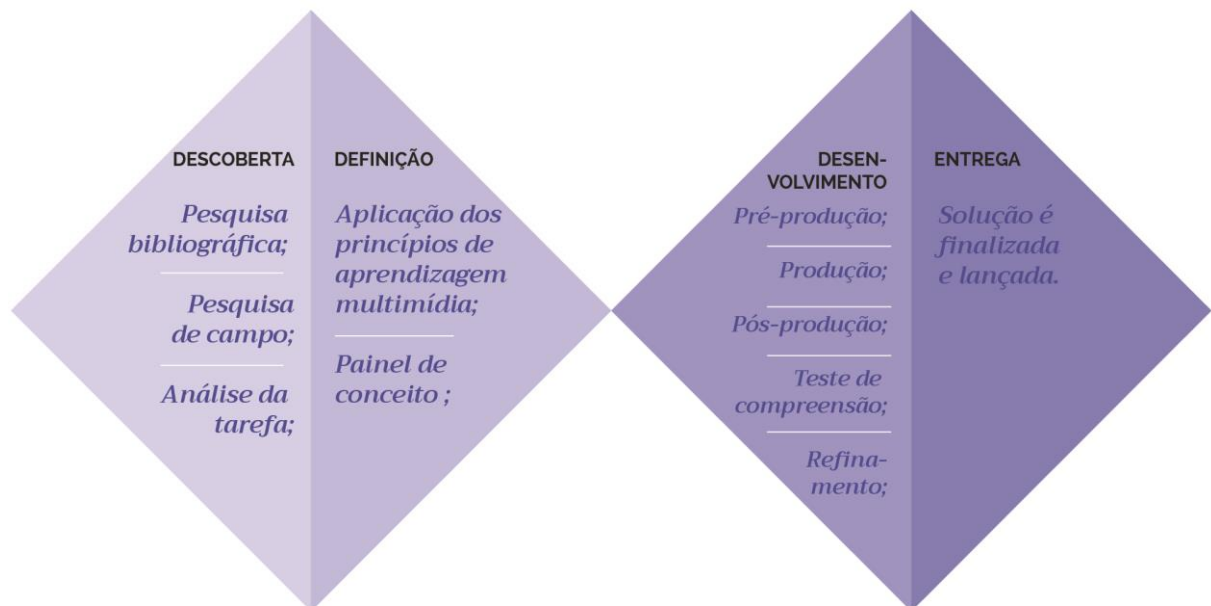 DESCOBERTA
Pesquisa
bibliográfica;
Pesquisa
de campo;
Análise da
tarefa;
DEFINIÇÃO
Aplicação dos
princípios de
aprendizagem
multimídia;
Painel de
conceito ;
DESEN-
VOLVIMENTO
Pré-produção;
Produção;
Pós-produção;
Teste de
compreensão;
Refina-
mento;
ENTREGA
Solução é
finalizada
e lançada.